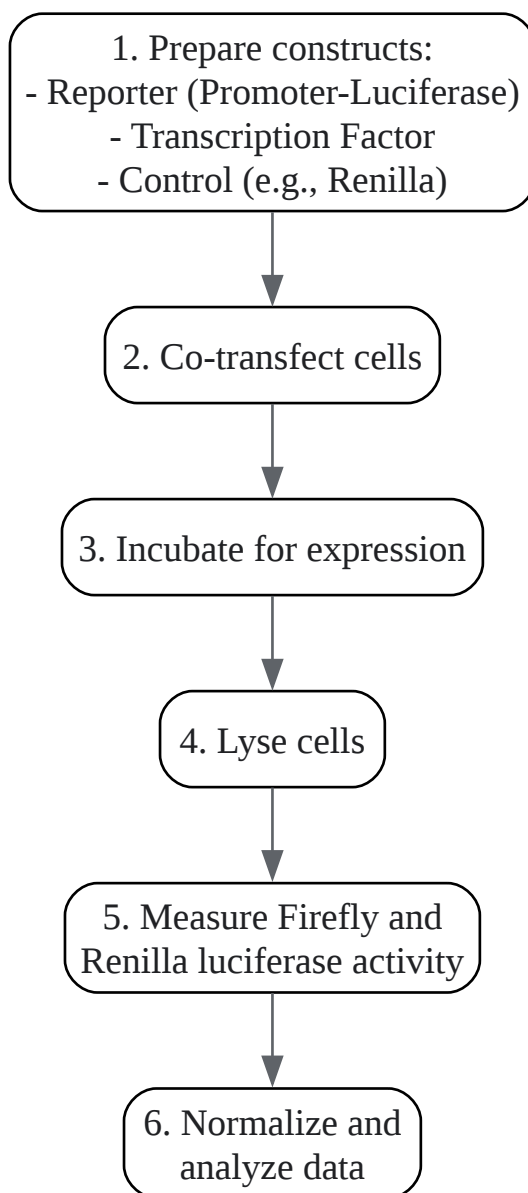 1. Prepare constructs:
- Reporter (Promoter-Luciferase)
- Transcription Factor
- Control (e.g., Renilla)
2. Co-transfect cells
3. Incubate for expression
4. Lyse cells
5. Measure Firefly and
Renilla luciferase activity
6. Normalize and
analyze data